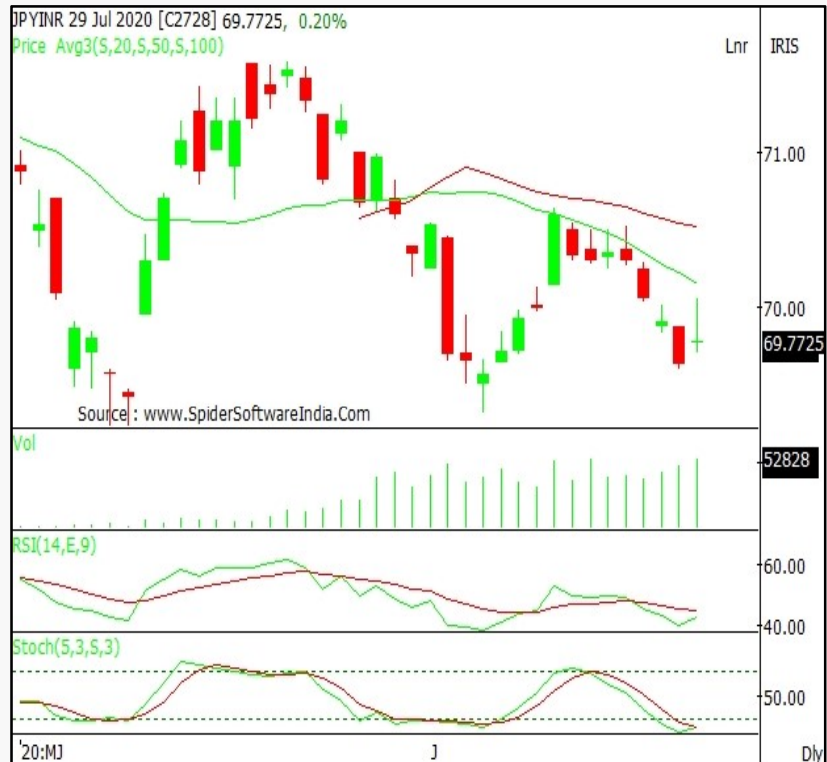 JPYINR 29 Jul 2020 [C2728] 69.7725, 0.20%
Price Avg3(S,20,S,50,S,100)
Lnr IRIS
71.00
70.00
69.7725
Source : www.SpiderSoftwareIndia.Com
Vol
52828
RSI(14,E,9)
60.00
40.00
Stoch(5,3,S,3)
50.00
'20:MJ J Dly